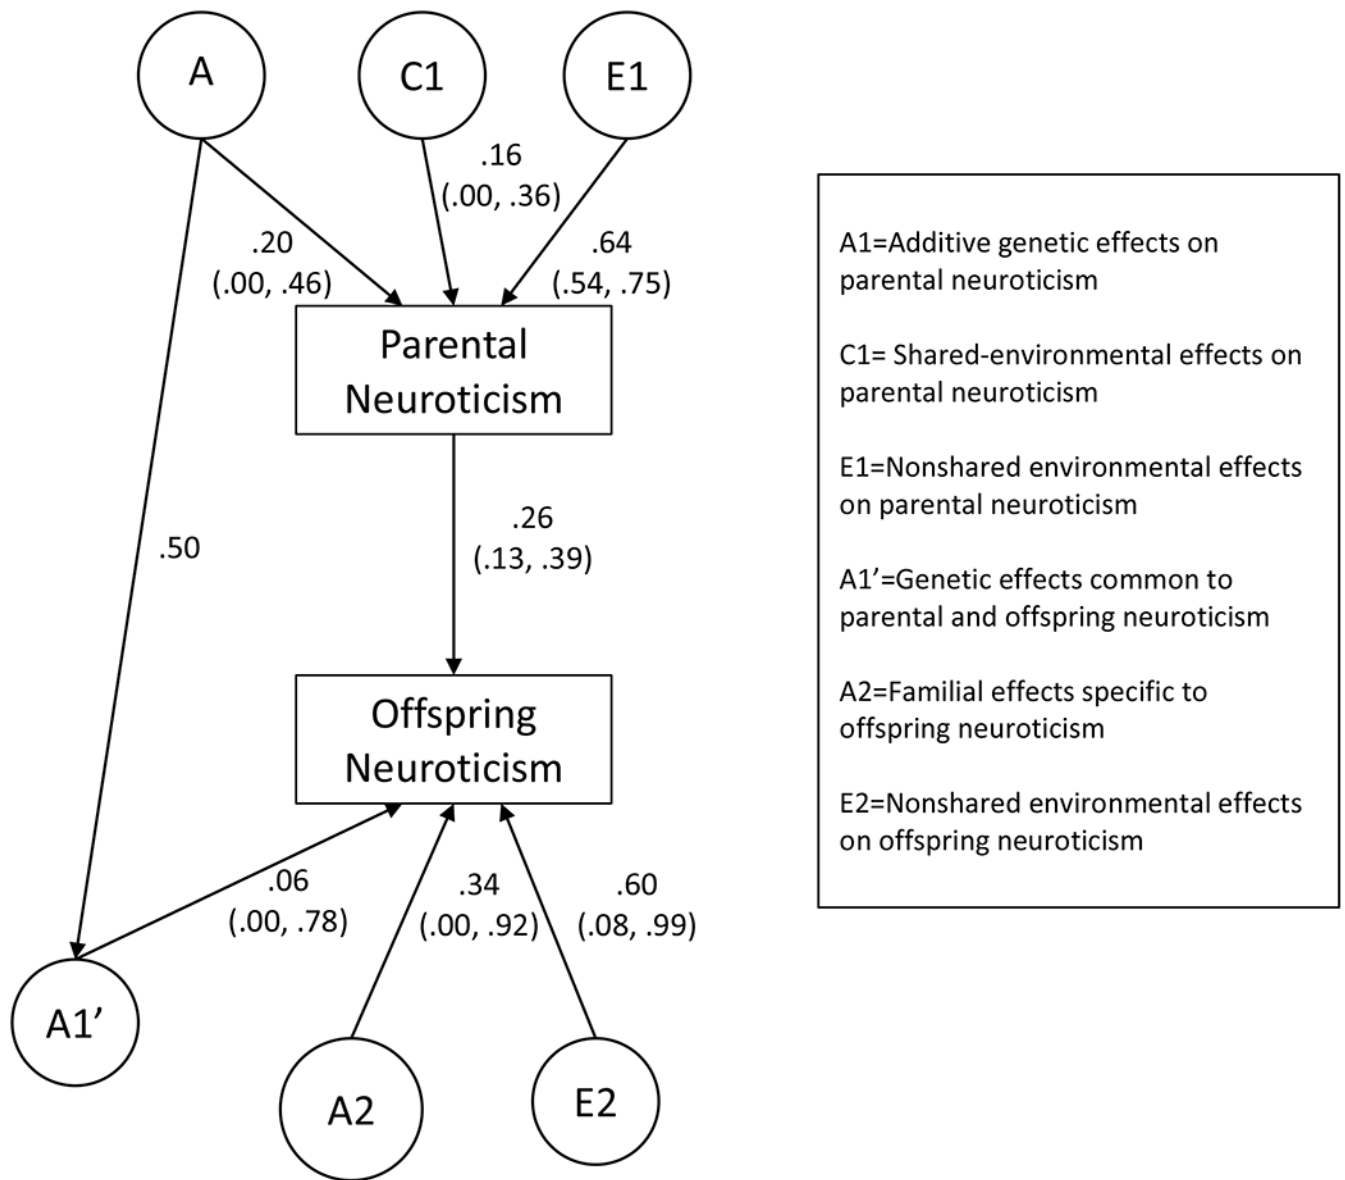 A
C1
E1
.16
(.00, .36)
.20
(.00, .46)
.64
(.54, .75)
Parental
Neuroticism
.26
(.13, .39)
.50
Offspring
Neuroticism
.06
(.00, .78)
.34
(.00, .92)
.60
(.08, .99)
A1’
A2
E2
A1=Additive genetic effects on
parental neuroticism
C1= Shared-environmental effects on
parental neuroticism
E1=Nonshared environmental effects
on parental neuroticism
A1’=Genetic effects common to
parental and offspring neuroticism
A2=Familial effects specific to
offspring neuroticism
E2=Nonshared environmental effects
on offspring neuroticism